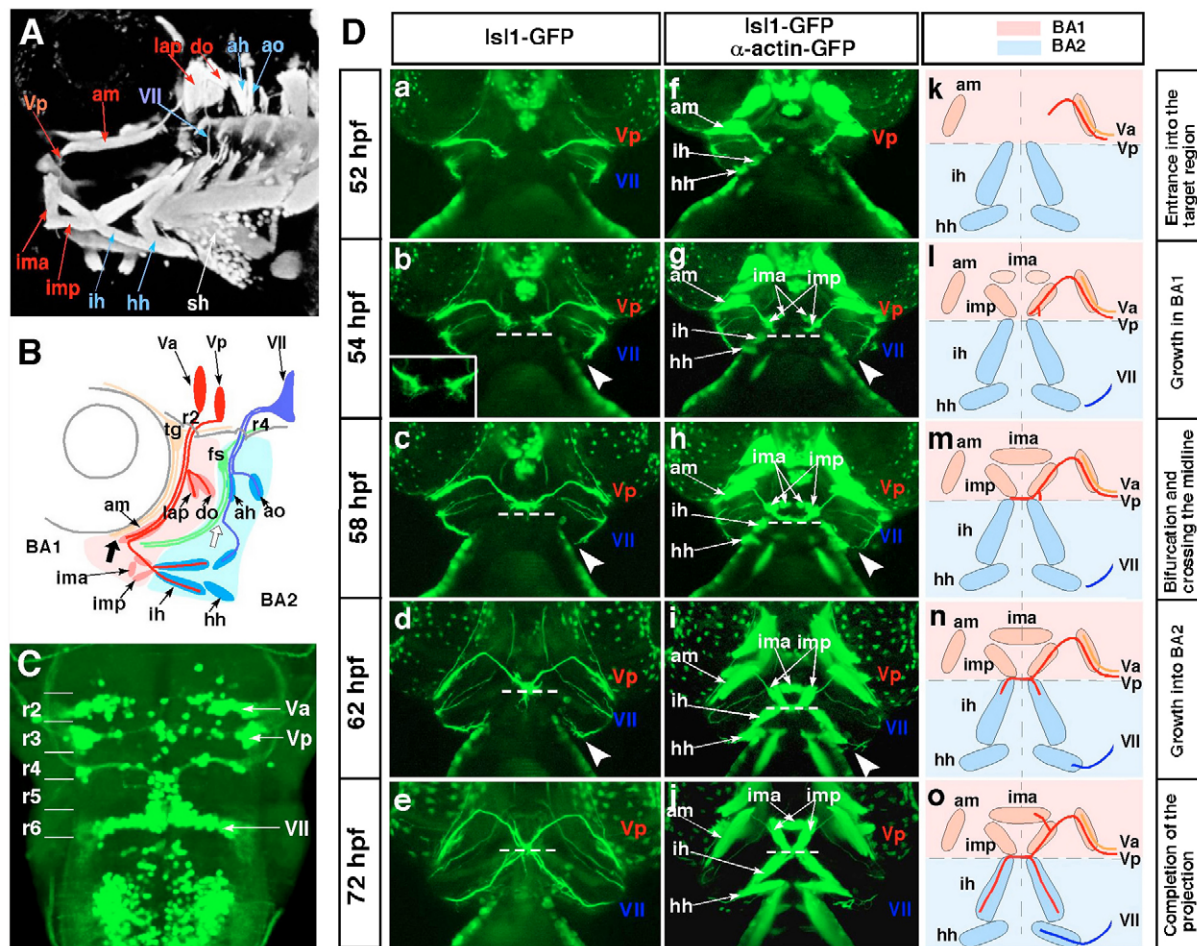 A
lap do ah ao
Vp am VII
ima
imp ih hh sh
B
Va Vp VII
r2
tg r4
fs
am lap do ah ao
BA1
ima
imp ih hh BA2
C
r2 Va
r3 Vp
r4
r5
r6 VII
D
Isl1-GFP
Isl1-GFP
α-actin-GFP
BA1
BA2
52 hpf
a
Vp
VII
f
am
Vp
ih
hh
k
am
Va
Vp
ih
hh
Entrance into the
target region
54 hpf
b
Vp
VII
g
ima imp
am
Vp
ih
hh
VII
l
am ima
imp
Va
Vp
ih
VII
hh
Growth in BA1
58 hpf
c
Vp
VII
h
ima imp
am
Vp
ih
hh
VII
m
am ima
imp
Va
Vp
ih
VII
hh
Bifurcation and
crossing the midline
62 hpf
d
Vp
VII
i
ima imp
am
Vp
ih
VII
hh
n
am ima
imp
Va
Vp
ih
VII
hh
Growth into BA2
72 hpf
e
Vp
VII
j
ima imp
am
Vp
ih
hh
VII
o
am ima
imp
Va
Vp
ih
VII
hh
Completion of the
projection